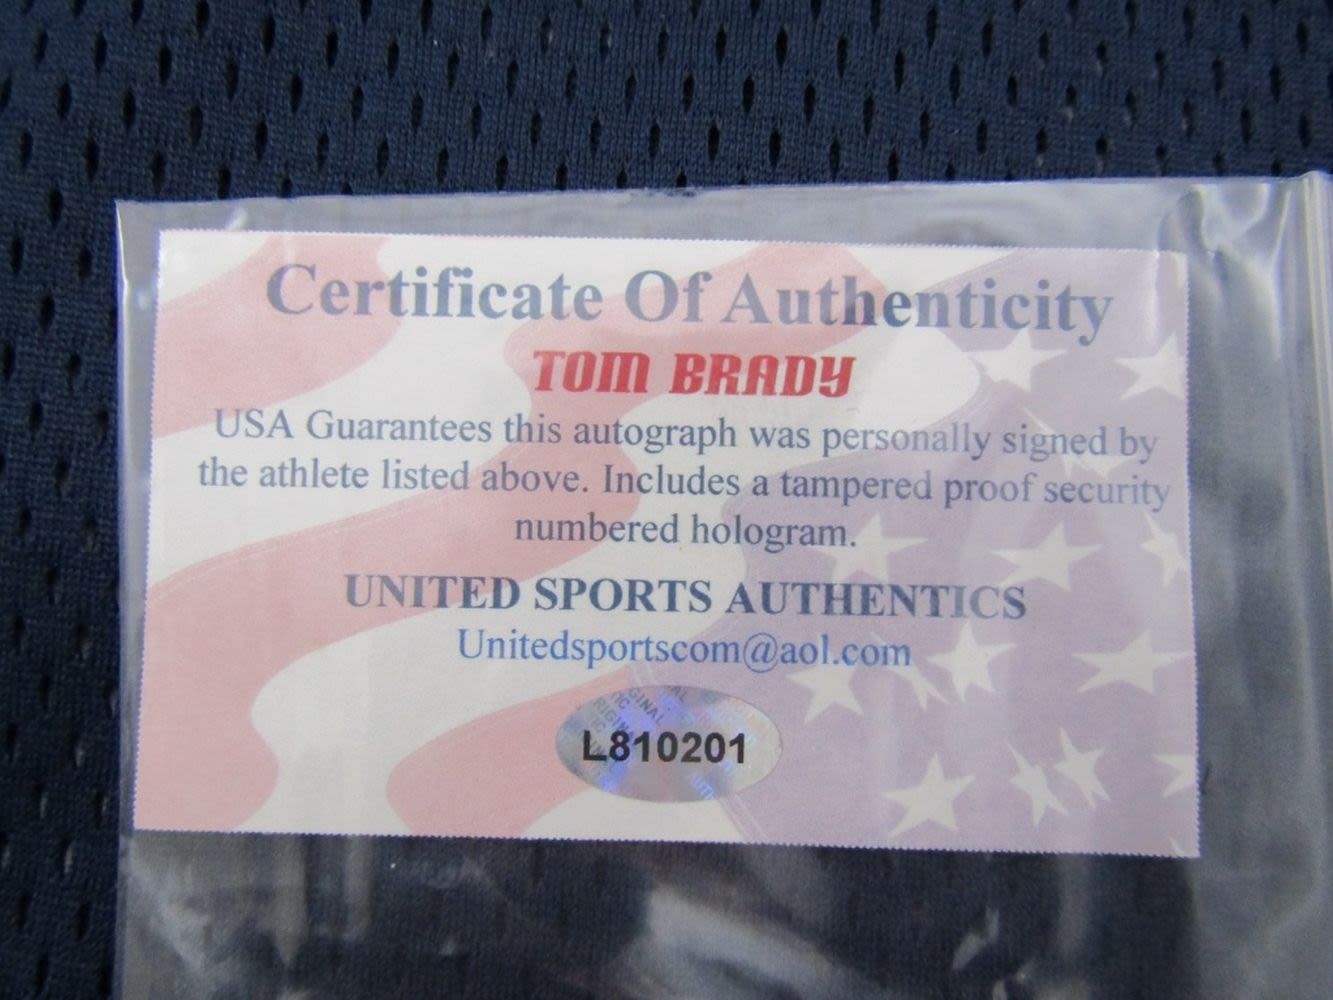 Certificate Of Authenticity
TOM BRADY
USA Guarantees this autograph was personally signed by
the athlete listed above. Includes a tampered proof security
numbered hologram.
UNITED SPORTS AUTHENTICS
Unitedsportscom@aol.com
L810201